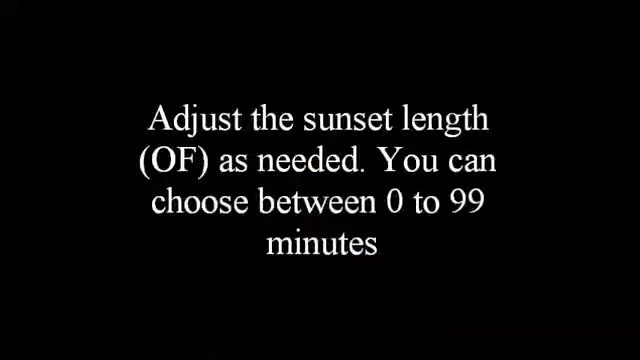 Adjust the sunset length
(OF) as needed. You can
choose between 0 to 99
minutes